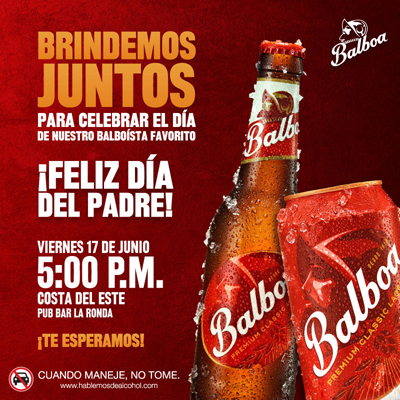 BRINDEMOS
JUNTOS
PARA CELEBRAR EL DÍA
DE NUESTRO BALBOÍSTA FAVORITO
¡FELIZ DÍA
DEL PADRE!
VIERNES 17 DE JUNIO
5:00 P.M.
COSTA DEL ESTE
PUB BAR LA RONDA
¡TE ESPERAMOS!
CUANDO MANEJE, NO TOME.
www.hablemosdealcohol.com
Balboa
Balboa
Balboa
PREMIUM CLASSIC
Balboa
PREMIUM CLASSIC